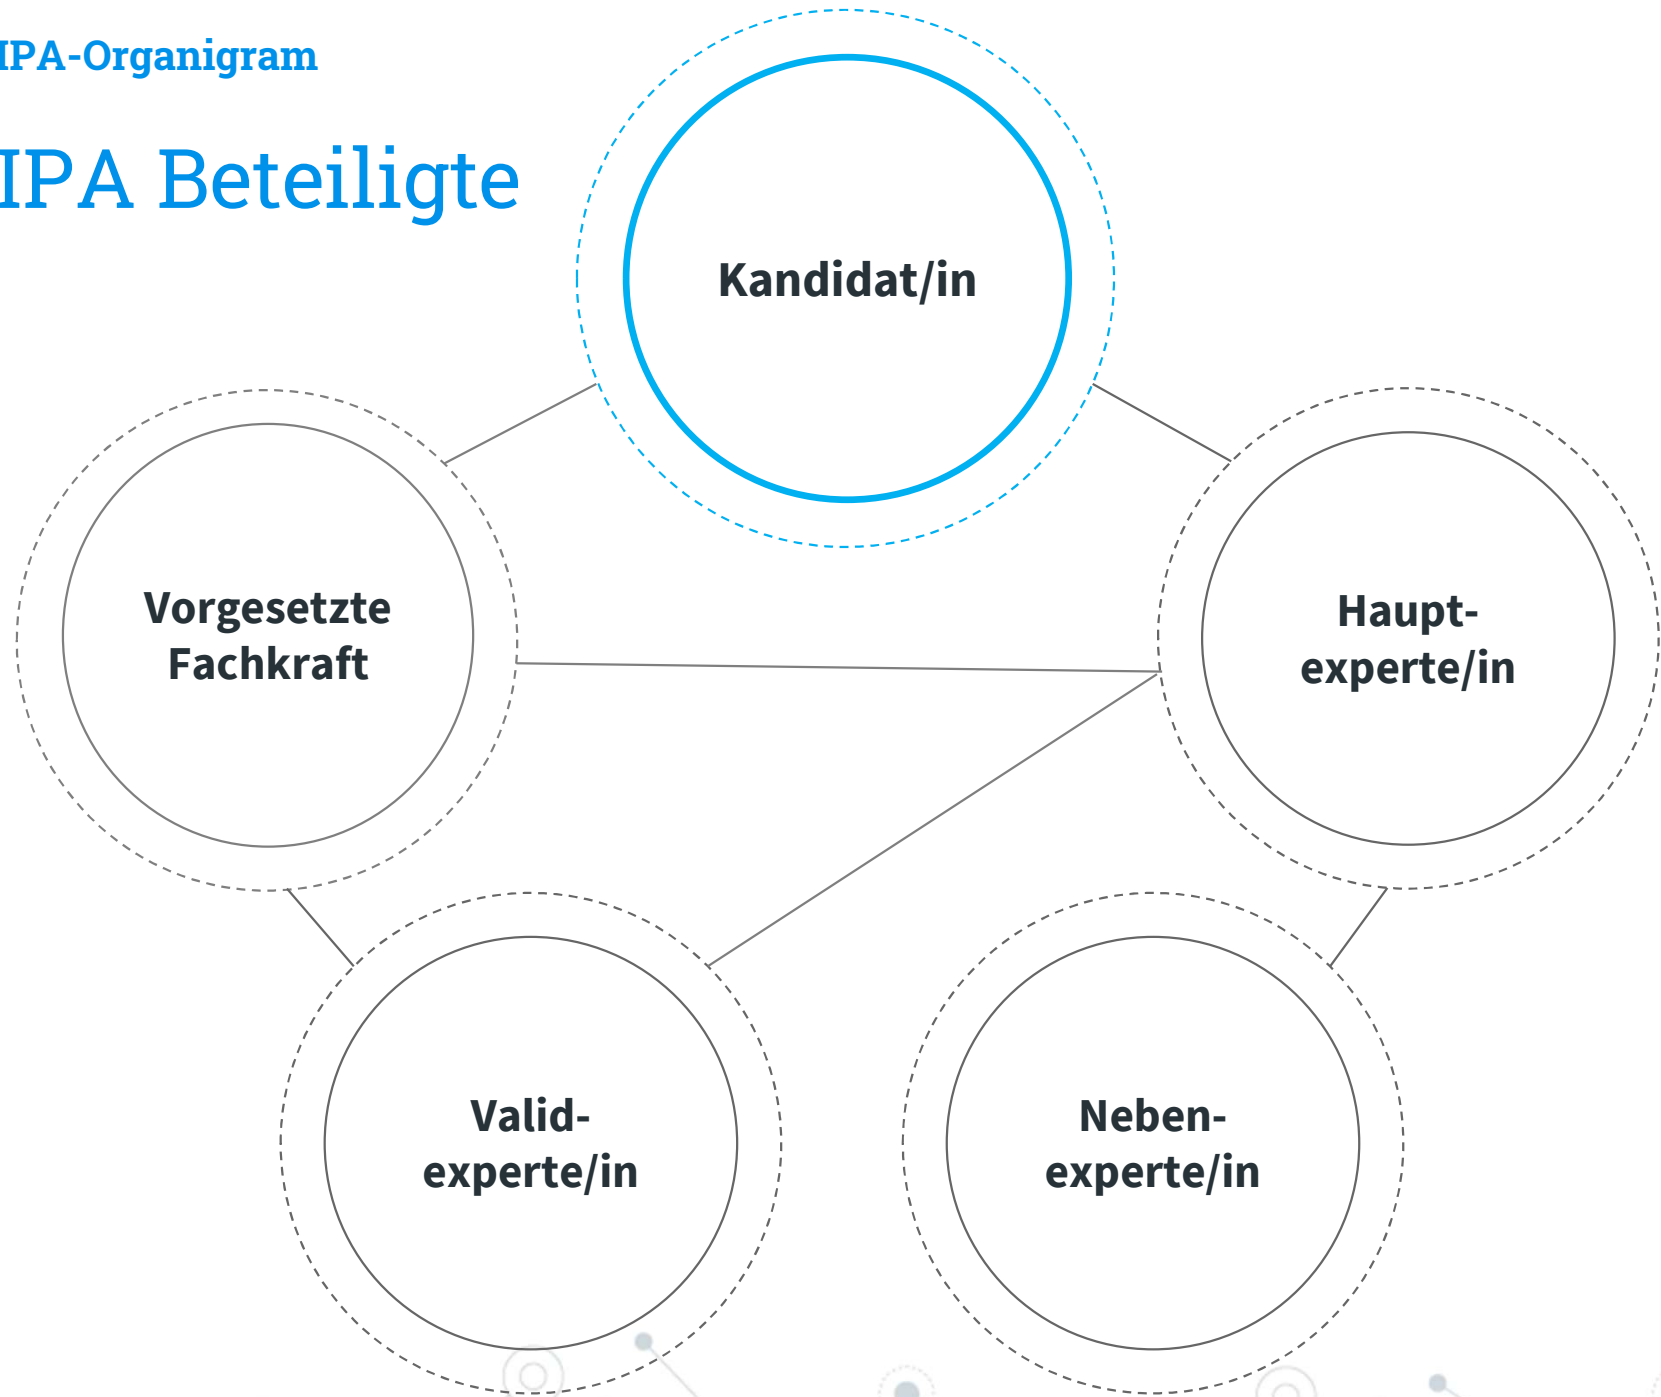 IPA-Organigram
IPA Beteiligte
Kandidat/in
Vorgesetzte
Fachkraft
Haupt-
experte/in
Valid-
experte/in
Neben-
experte/in